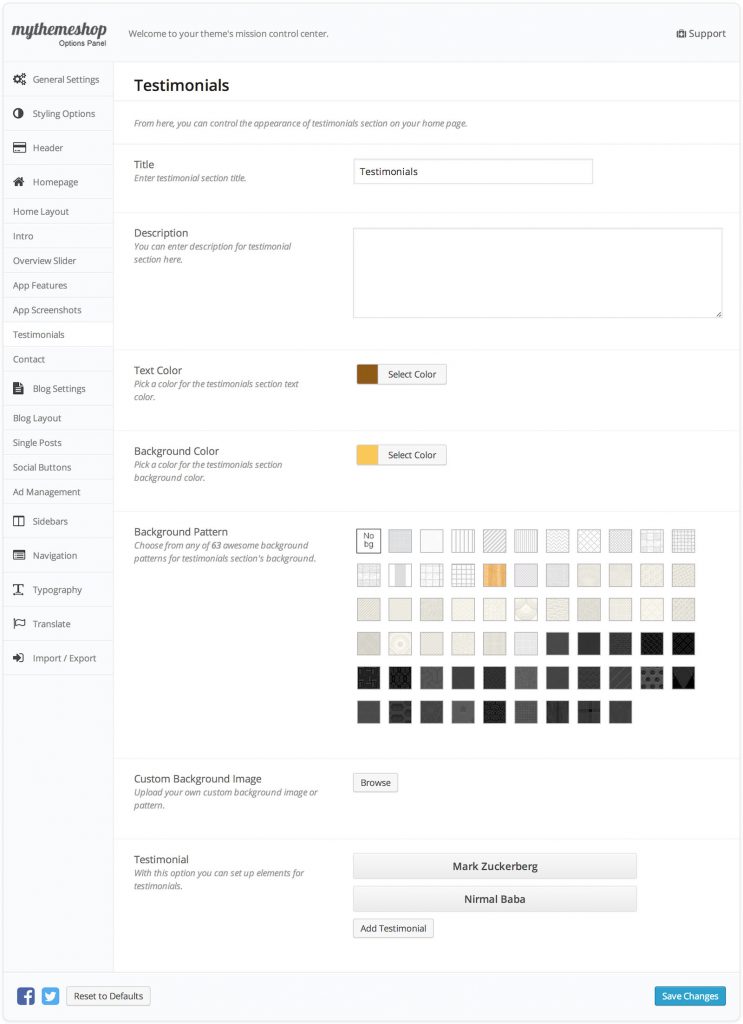 mythemeshop
Options Panel
Welcome to your theme's mission control center.
Support
General Settings
Styling Options
Header
Homepage
Home Layout
Intro
Overview Slider
App Features
App Screenshots
Testimonials
Contact
Blog Settings
Blog Layout
Single Posts
Social Buttons
Ad Management
Sidebars
Navigation
Typography
Translate
Import / Export
Testimonials
From here, you can control the appearance of testimonials section on your home page.
Title
Enter testimonial section title.
Testimonials
Description
You can enter description for testimonial
section here.
Text Color
Pick a color for the testimonials section text
color.
Select Color
Background Color
Pick a color for the testimonials section
background color.
Select Color
Background Pattern
Choose from any of 63 awesome background
patterns for testimonials section's background.
No
bg
Custom Background Image
Upload your own custom background image or
pattern.
Browse
Testimonial
With this option you can set up elements for
testimonials.
Mark Zuckerberg
Nirmal Baba
Add Testimonial
Reset to Defaults
Save Changes